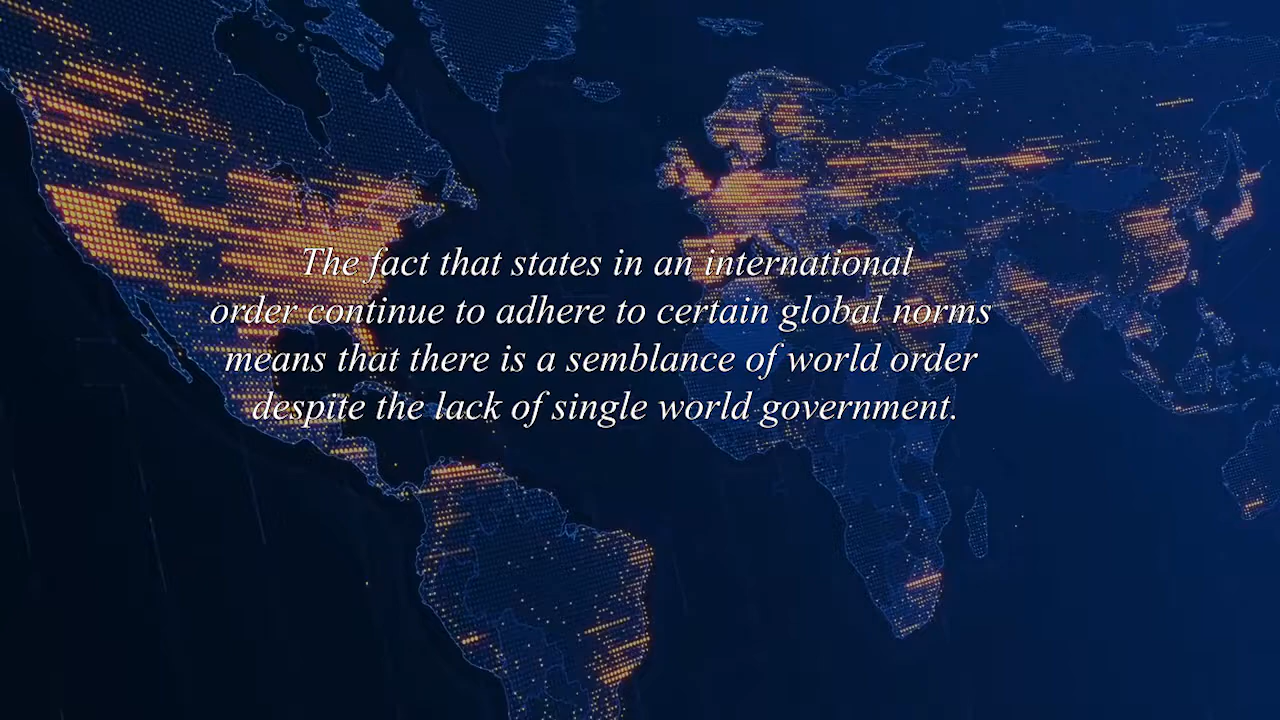 The fact that states in an international
order continue to adhere to certain global norms
means that there is a semblance of world order
despite the lack of single world government.